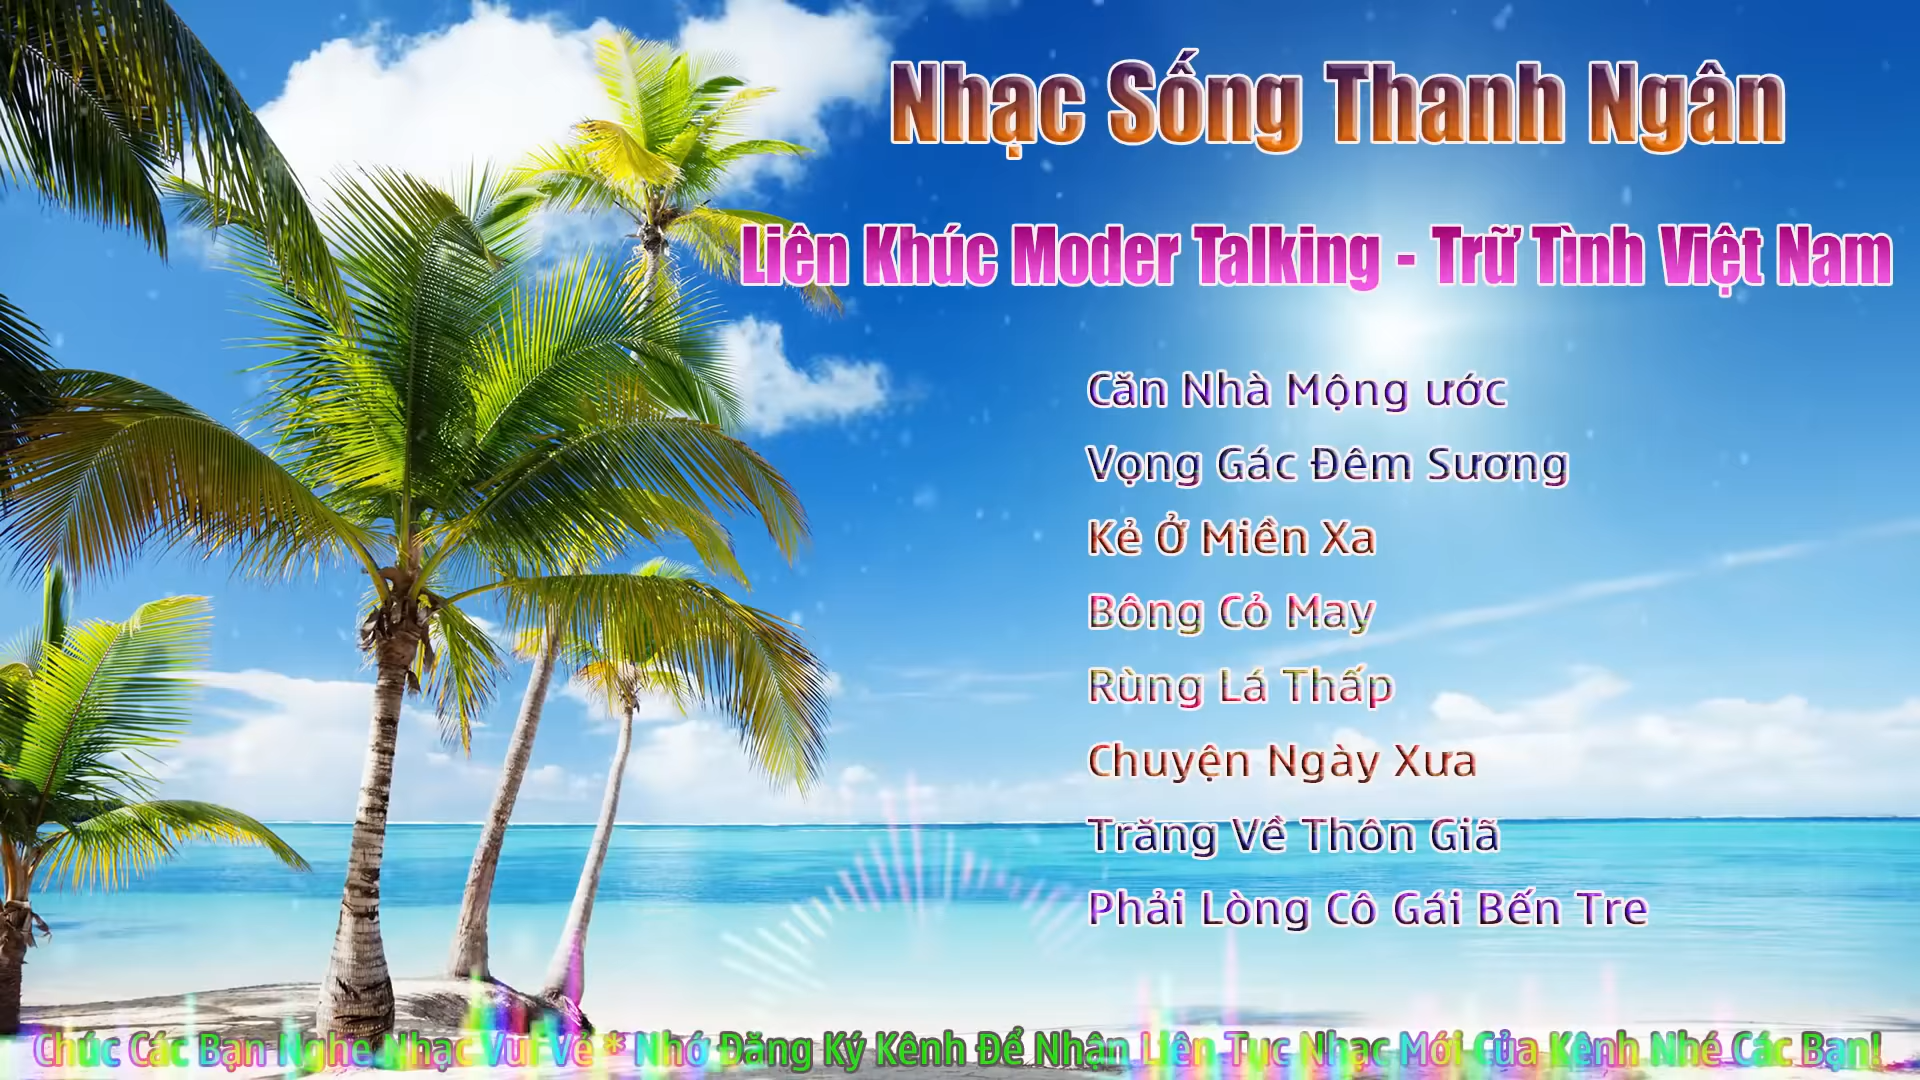 Nhạc Sống Thanh Ngân
Liên Khúc Moder Talking - Trữ Tình Việt Nam
Căn Nhà Mộng ước
Vọng Gác Đêm Sương
Kẻ Ở Miền Xa
Bông Cỏ May
Rùng Lá Thấp
Chuyện Ngày Xưa
Trăng Về Thôn Giã
Phải Lòng Cô Gái Bến Tre
Chúc Các Bạn Nghe Nhạc Vui Vẻ * Nhớ Đăng Ký Kênh Để Nhận Liên Tục Nhạc Mới Của Kênh Nhé Các Bạn!